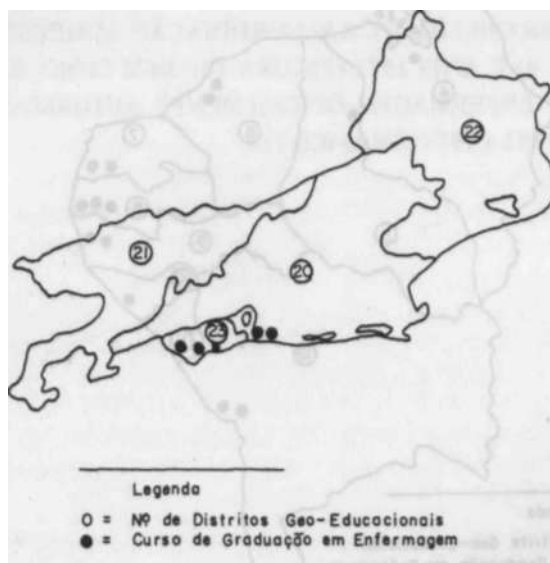 22
21
20
23
Legenda
O = Nº de Distritos Geo-Educacionais
● = Curso de Graduação em Enfermagem